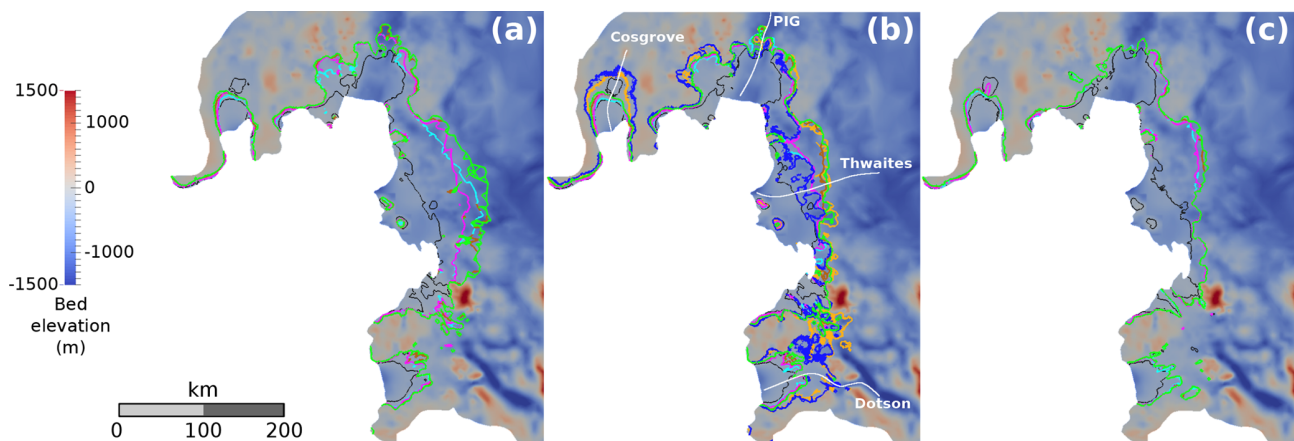 (a)
(b)
(c)
PIG
Cosgrove
Thwaites
Dotson
1500
1000
0
-1000
-1500
Bed
elevation
(m)
km
0 100 200